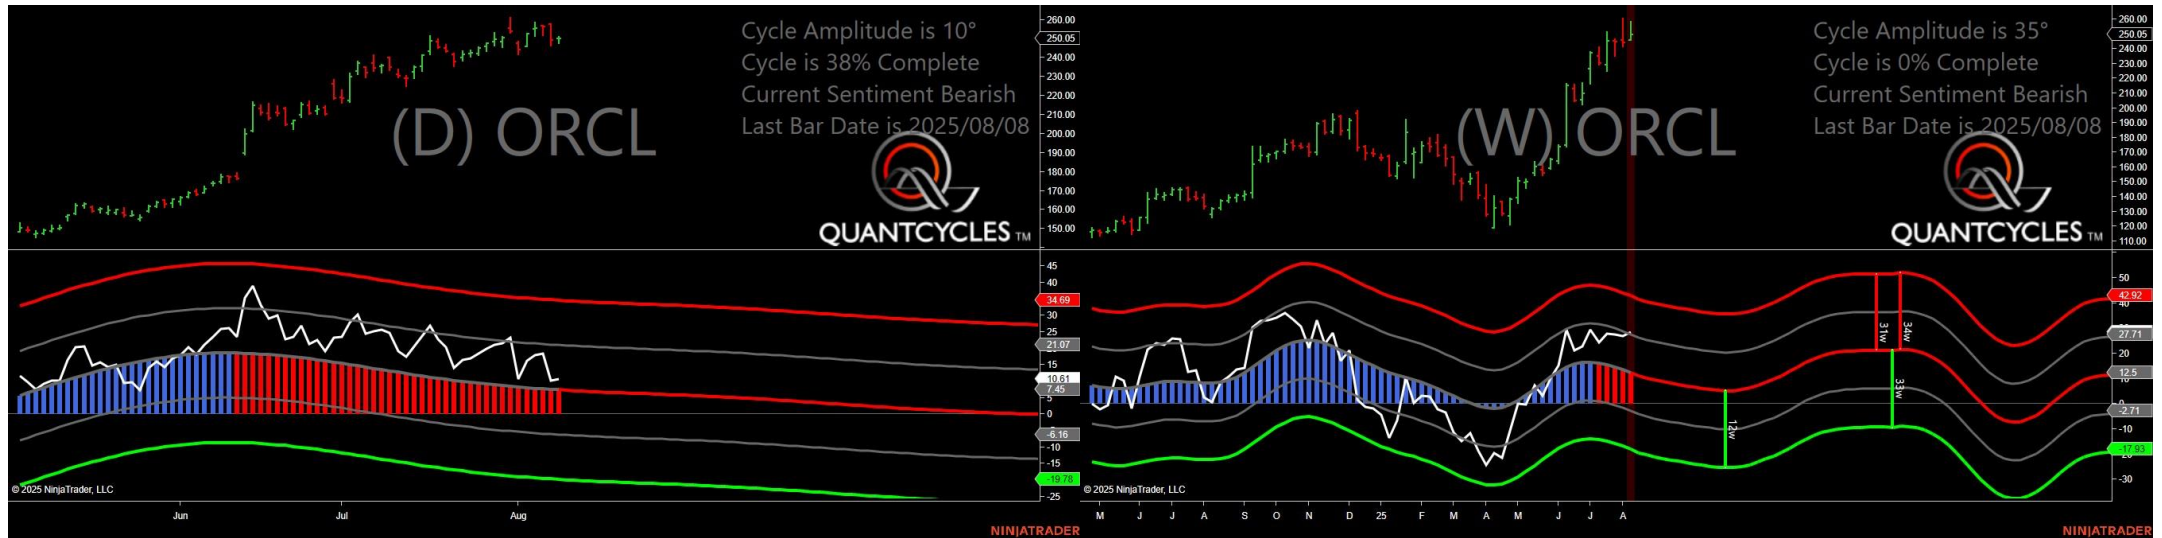 Cycle Amplitude is 10°
Cycle is 38% Complete
Current Sentiment Bearish
Last Bar Date is 2025/08/08
(D) ORCL
QUANTCYCLES TM
260.00
250.05
240.00
230.00
220.00
210.00
200.00
190.00
180.00
170.00
160.00
150.00
45
34.69
30
25
21.07
15
10.61
7.45
5
0
-6.16
-10
-15
-19.78
-25
© 2025 NinjaTrader, LLC
Jun Jul Aug
NINJATRADER
Cycle Amplitude is 35°
Cycle is 0% Complete
Current Sentiment Bearish
Last Bar Date is 2025/08/08
(W) ORCL
QUANTCYCLES TM
260.00
250.05
240.00
230.00
220.00
210.00
200.00
190.00
180.00
170.00
160.00
150.00
140.00
130.00
120.00
110.00
50
42.92
27.71
20
12.5
-2.71
-10
-17.93
-30
12w
31w
34w
33w
© 2025 NinjaTrader, LLC
M J J A S O N D 25 F M A M J J A
NINJATRADER